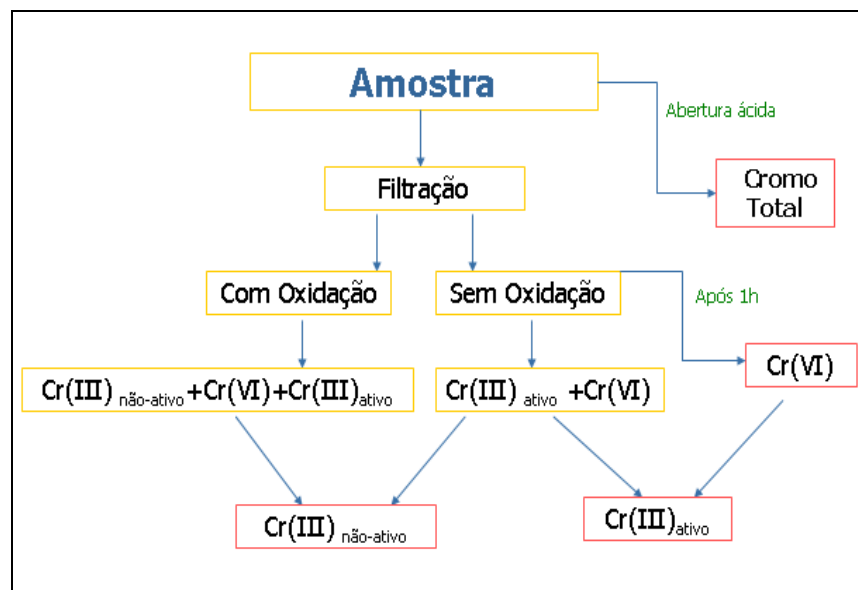 Amostra
Abertura ácida
Cromo
Total
Filtração
Com Oxidação
Sem Oxidação
Após 1h
Cr(VI)
Cr(III) não-ativo+Cr(VI)+Cr(III)ativo
Cr(III) ativo +Cr(VI)
Cr(III) não-ativo
Cr(III)ativo